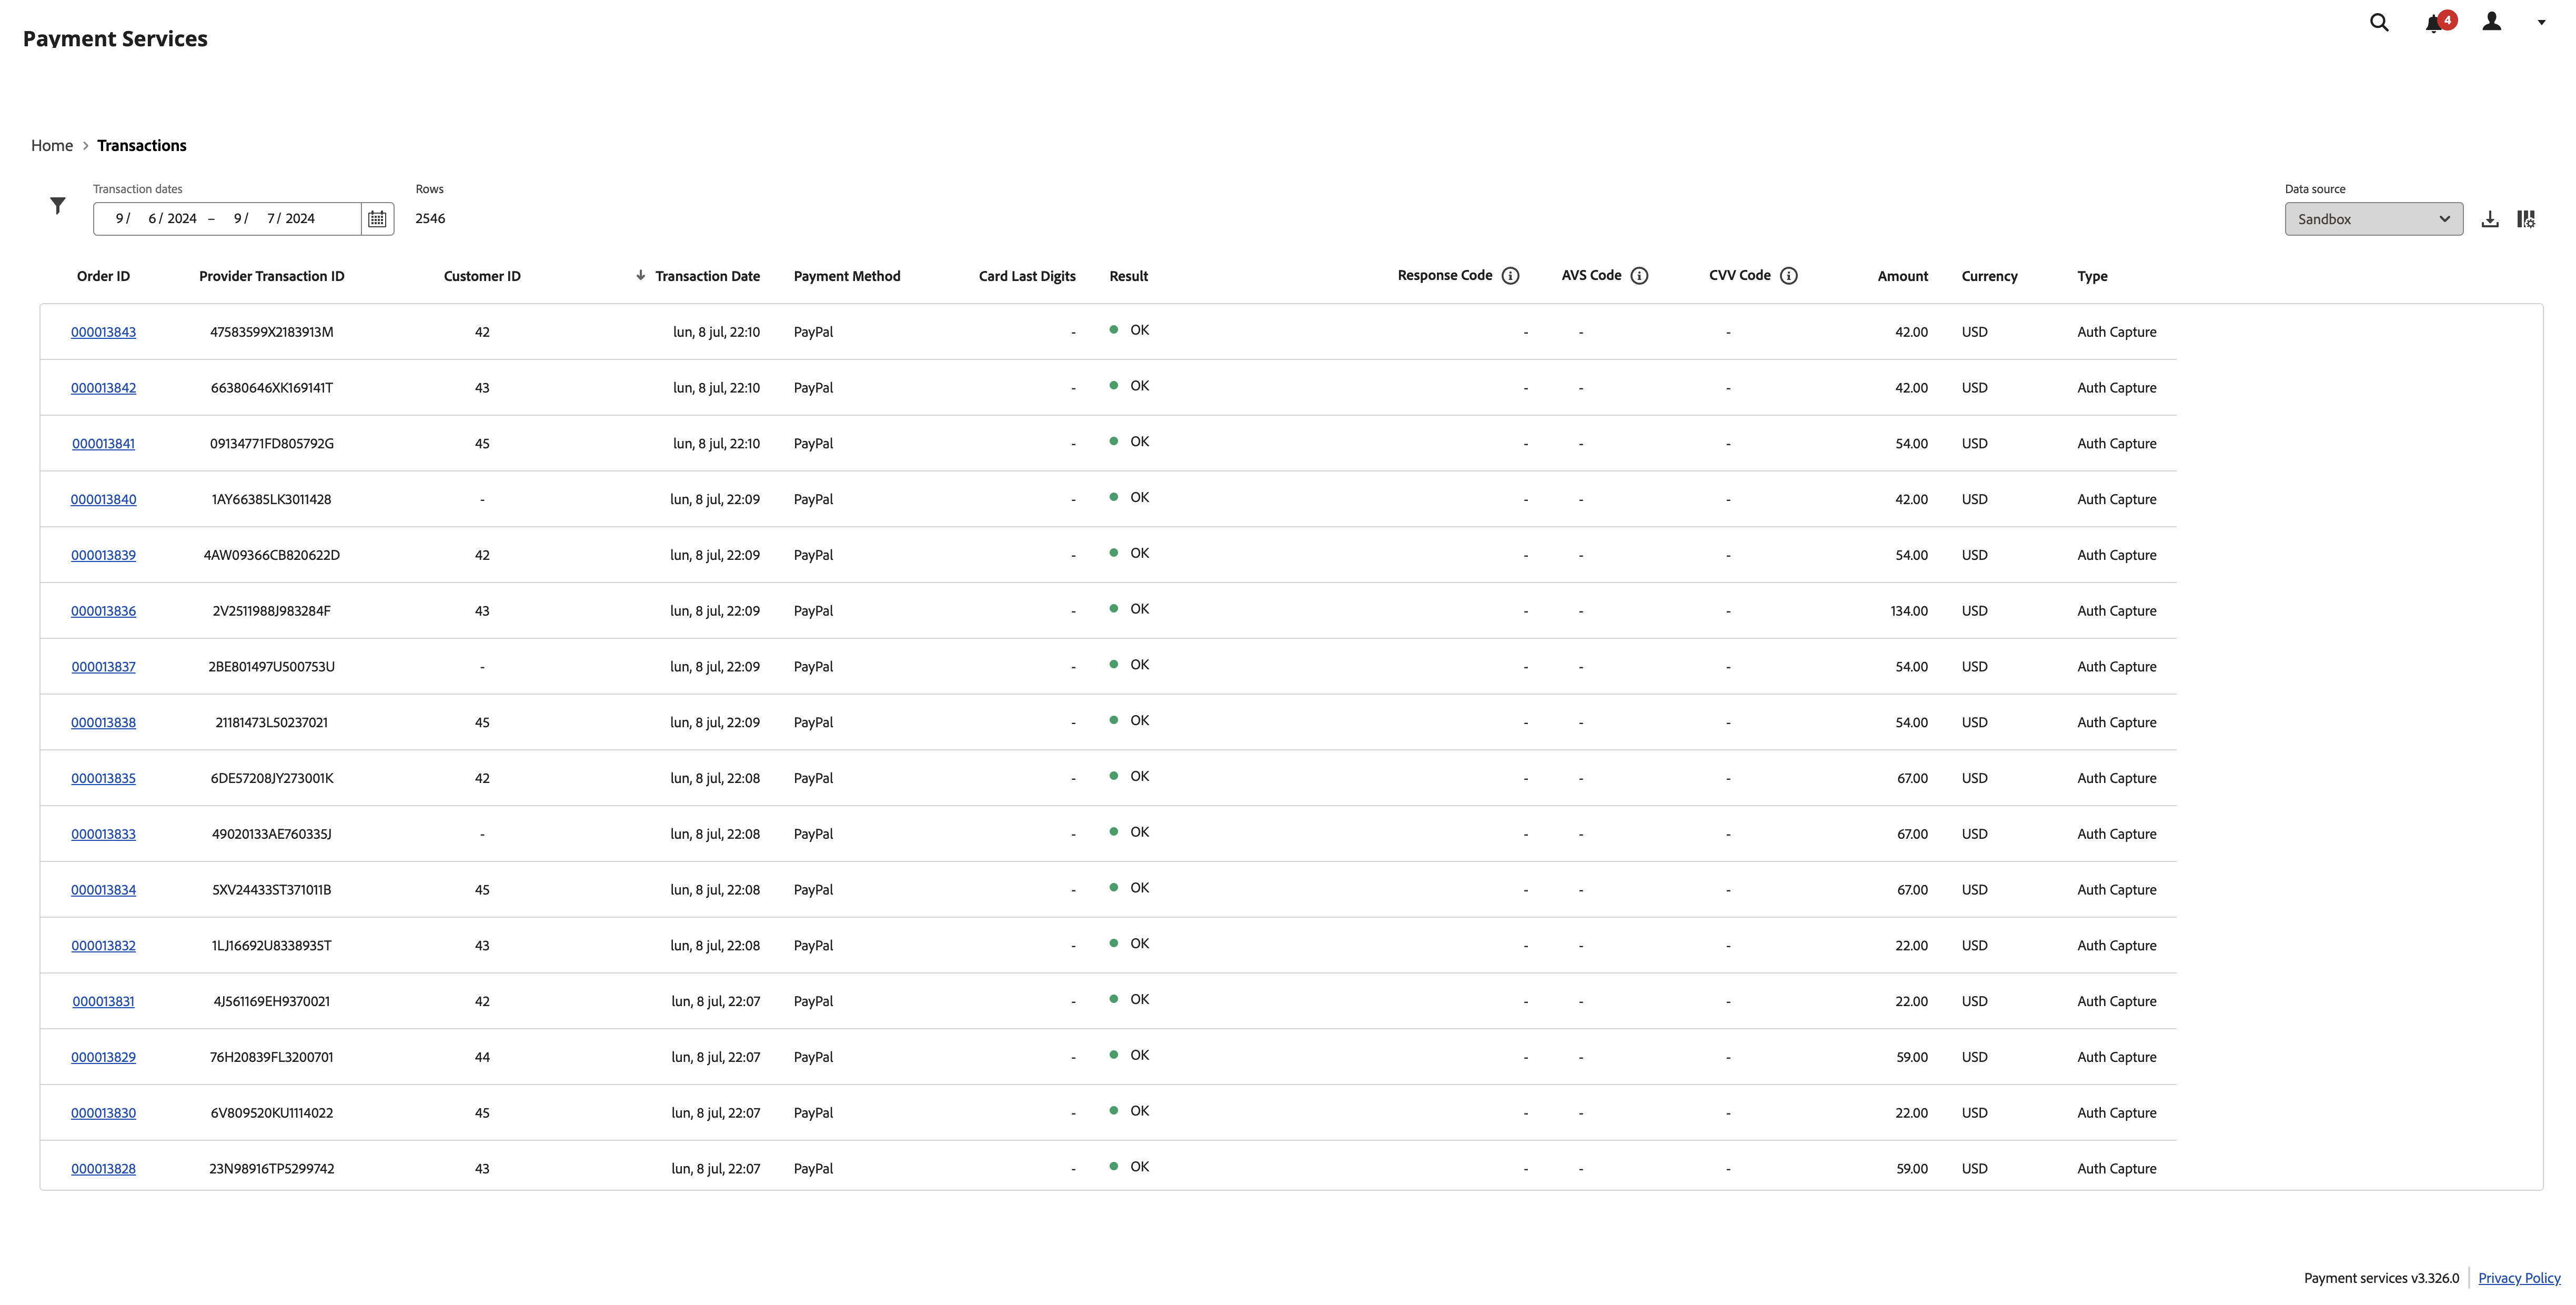 Payment Services
4
Home > Transactions
Transaction dates Rows Data source
9 / 6 / 2024 – 9 / 7 / 2024 2546 Sandbox
Order ID Provider Transaction ID Customer ID Transaction Date Payment Method Card Last Digits Result Response Code AVS Code CVV Code Amount Currency Type
000013843 47583599X2183913M 42 lun, 8 jul, 22:10 PayPal - OK - - - 42.00 USD Auth Capture
000013842 66380646XK169141T 43 lun, 8 jul, 22:10 PayPal - OK - - - 42.00 USD Auth Capture
000013841 09134771FD805792G 45 lun, 8 jul, 22:10 PayPal - OK - - - 54.00 USD Auth Capture
000013840 1AY66385LK3011428 - lun, 8 jul, 22:09 PayPal - OK - - - 42.00 USD Auth Capture
000013839 4AW09366CB820622D 42 lun, 8 jul, 22:09 PayPal - OK - - - 54.00 USD Auth Capture
000013836 2V2511988J983284F 43 lun, 8 jul, 22:09 PayPal - OK - - - 134.00 USD Auth Capture
000013837 2BE801497U500753U - lun, 8 jul, 22:09 PayPal - OK - - - 54.00 USD Auth Capture
000013838 21181473L50237021 45 lun, 8 jul, 22:09 PayPal - OK - - - 54.00 USD Auth Capture
000013835 6DE57208JY273001K 42 lun, 8 jul, 22:08 PayPal - OK - - - 67.00 USD Auth Capture
000013833 49020133AE760335J - lun, 8 jul, 22:08 PayPal - OK - - - 67.00 USD Auth Capture
000013834 5XV24433ST371011B 45 lun, 8 jul, 22:08 PayPal - OK - - - 67.00 USD Auth Capture
000013832 1LJ16692U8338935T 43 lun, 8 jul, 22:08 PayPal - OK - - - 22.00 USD Auth Capture
000013831 4J561169EH9370021 42 lun, 8 jul, 22:07 PayPal - OK - - - 22.00 USD Auth Capture
000013829 76H20839FL3200701 44 lun, 8 jul, 22:07 PayPal - OK - - - 59.00 USD Auth Capture
000013830 6V809520KU1114022 45 lun, 8 jul, 22:07 PayPal - OK - - - 22.00 USD Auth Capture
000013828 23N98916TP5299742 43 lun, 8 jul, 22:07 PayPal - OK - - - 59.00 USD Auth Capture
Payment services v3.326.0 | Privacy Policy